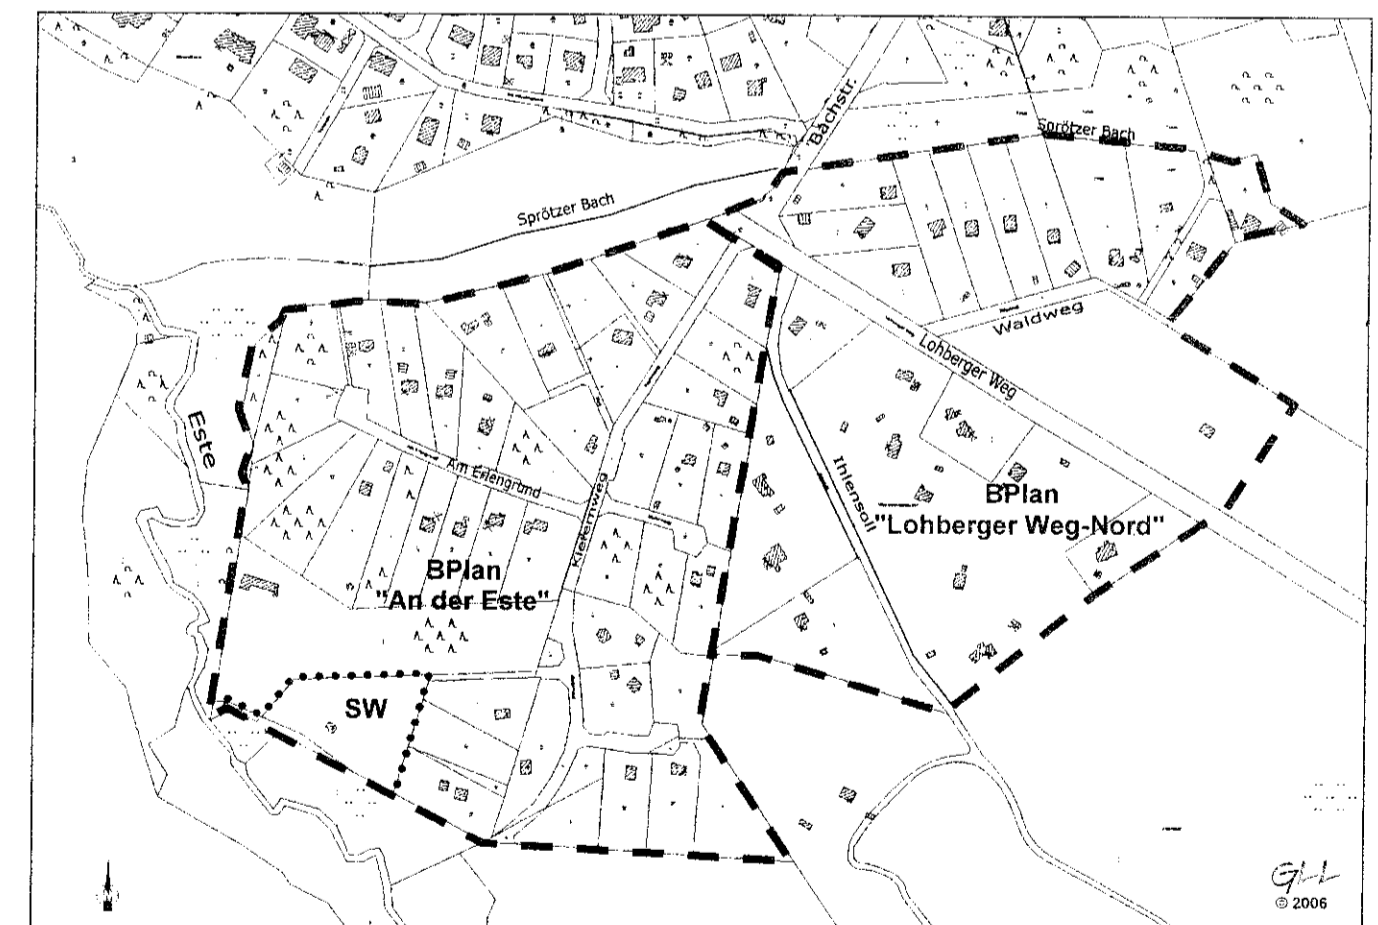 Bachstr.
Sprötzer Bach
Sprötzer Bach
Waldweg
Lohberger Weg
Este
Am Erlengrund
Kiefernweg
Ihlensoll
BPlan
"Lohberger Weg-Nord"
BPlan
"An der Este"
SW
GLL
© 2006